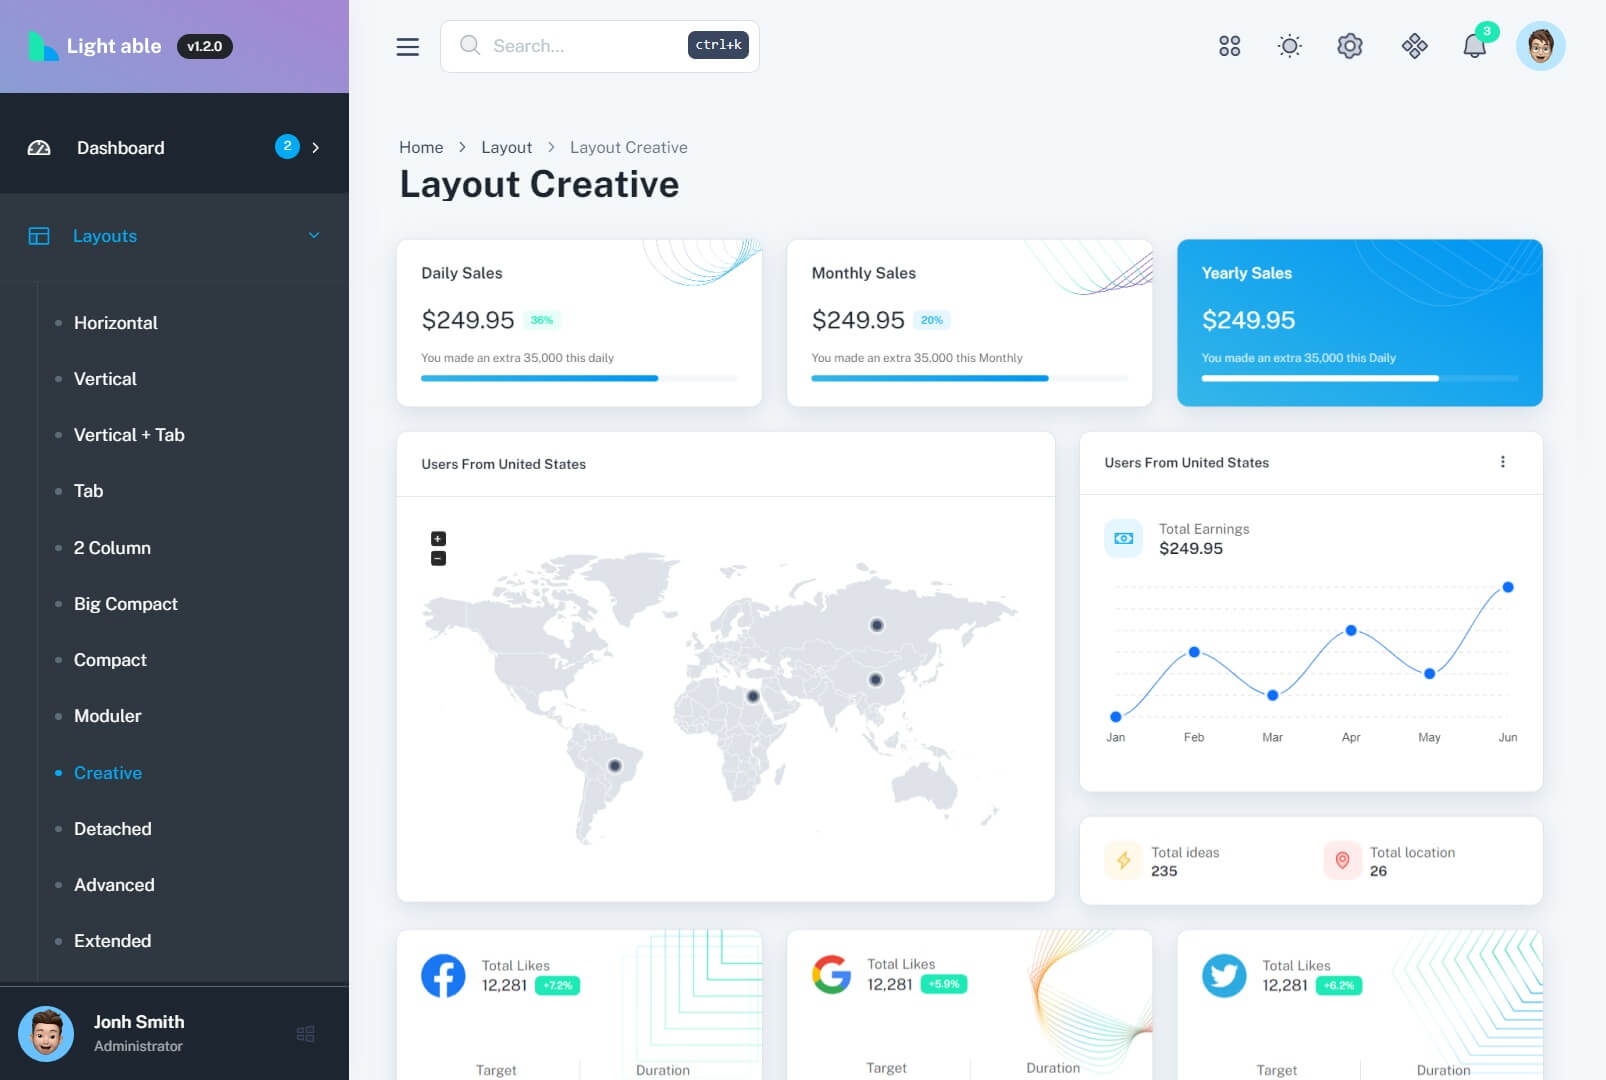 Light able v1.2.0
Search... ctrl+k
3
Dashboard 2
Layouts
Horizontal
Vertical
Vertical + Tab
Tab
2 Column
Big Compact
Compact
Moduler
Creative
Detached
Advanced
Extended
Jonh Smith
Administrator
Home > Layout > Layout Creative
Layout Creative
Daily Sales
$249.95 36%
You made an extra 35,000 this daily
Monthly Sales
$249.95 20%
You made an extra 35,000 this Monthly
Yearly Sales
$249.95
You made an extra 35,000 this Daily
Users From United States
+
−
Users From United States
Total Earnings
$249.95
Jan Feb Mar Apr May Jun
Total ideas
235
Total location
26
Total Likes
12,281 +7.2%
Target Duration
Total Likes
12,281 +5.9%
Target Duration
Total Likes
12,281 +6.2%
Target Duration